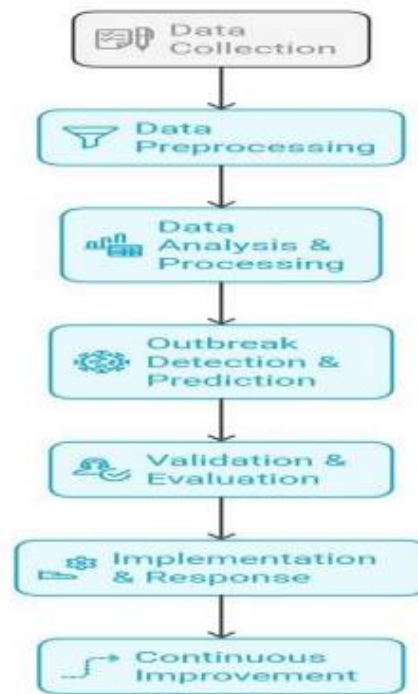 Data
Collection
Data
Preprocessing
Data
Analysis &
Processing
Outbreak
Detection &
Prediction
Validation &
Evaluation
Implementation
& Response
Continuous
Improvement